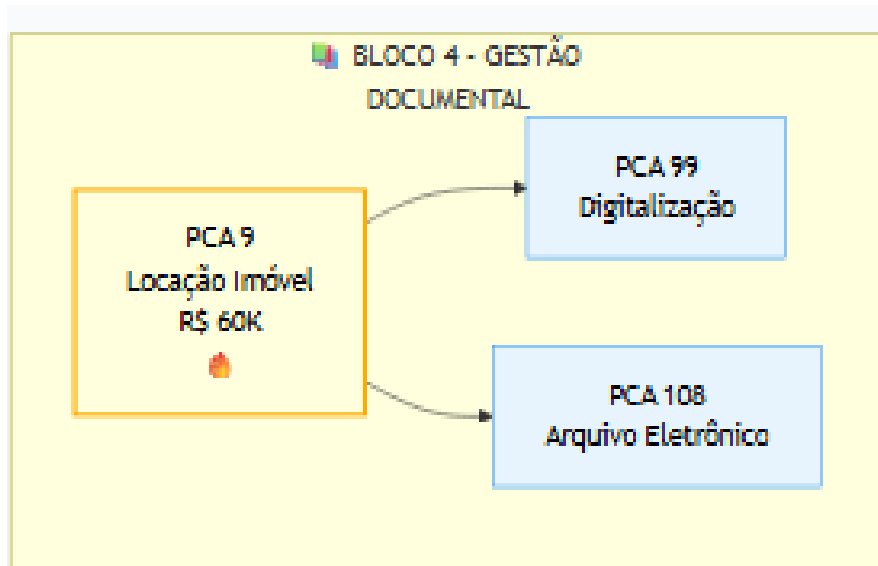 📚 BLOCO 4 - GESTÃO
DOCUMENTAL
PCA 9
Locação Imóvel
R$ 60K
🔥
PCA 99
Digitalização
PCA 108
Arquivo Eletrônico